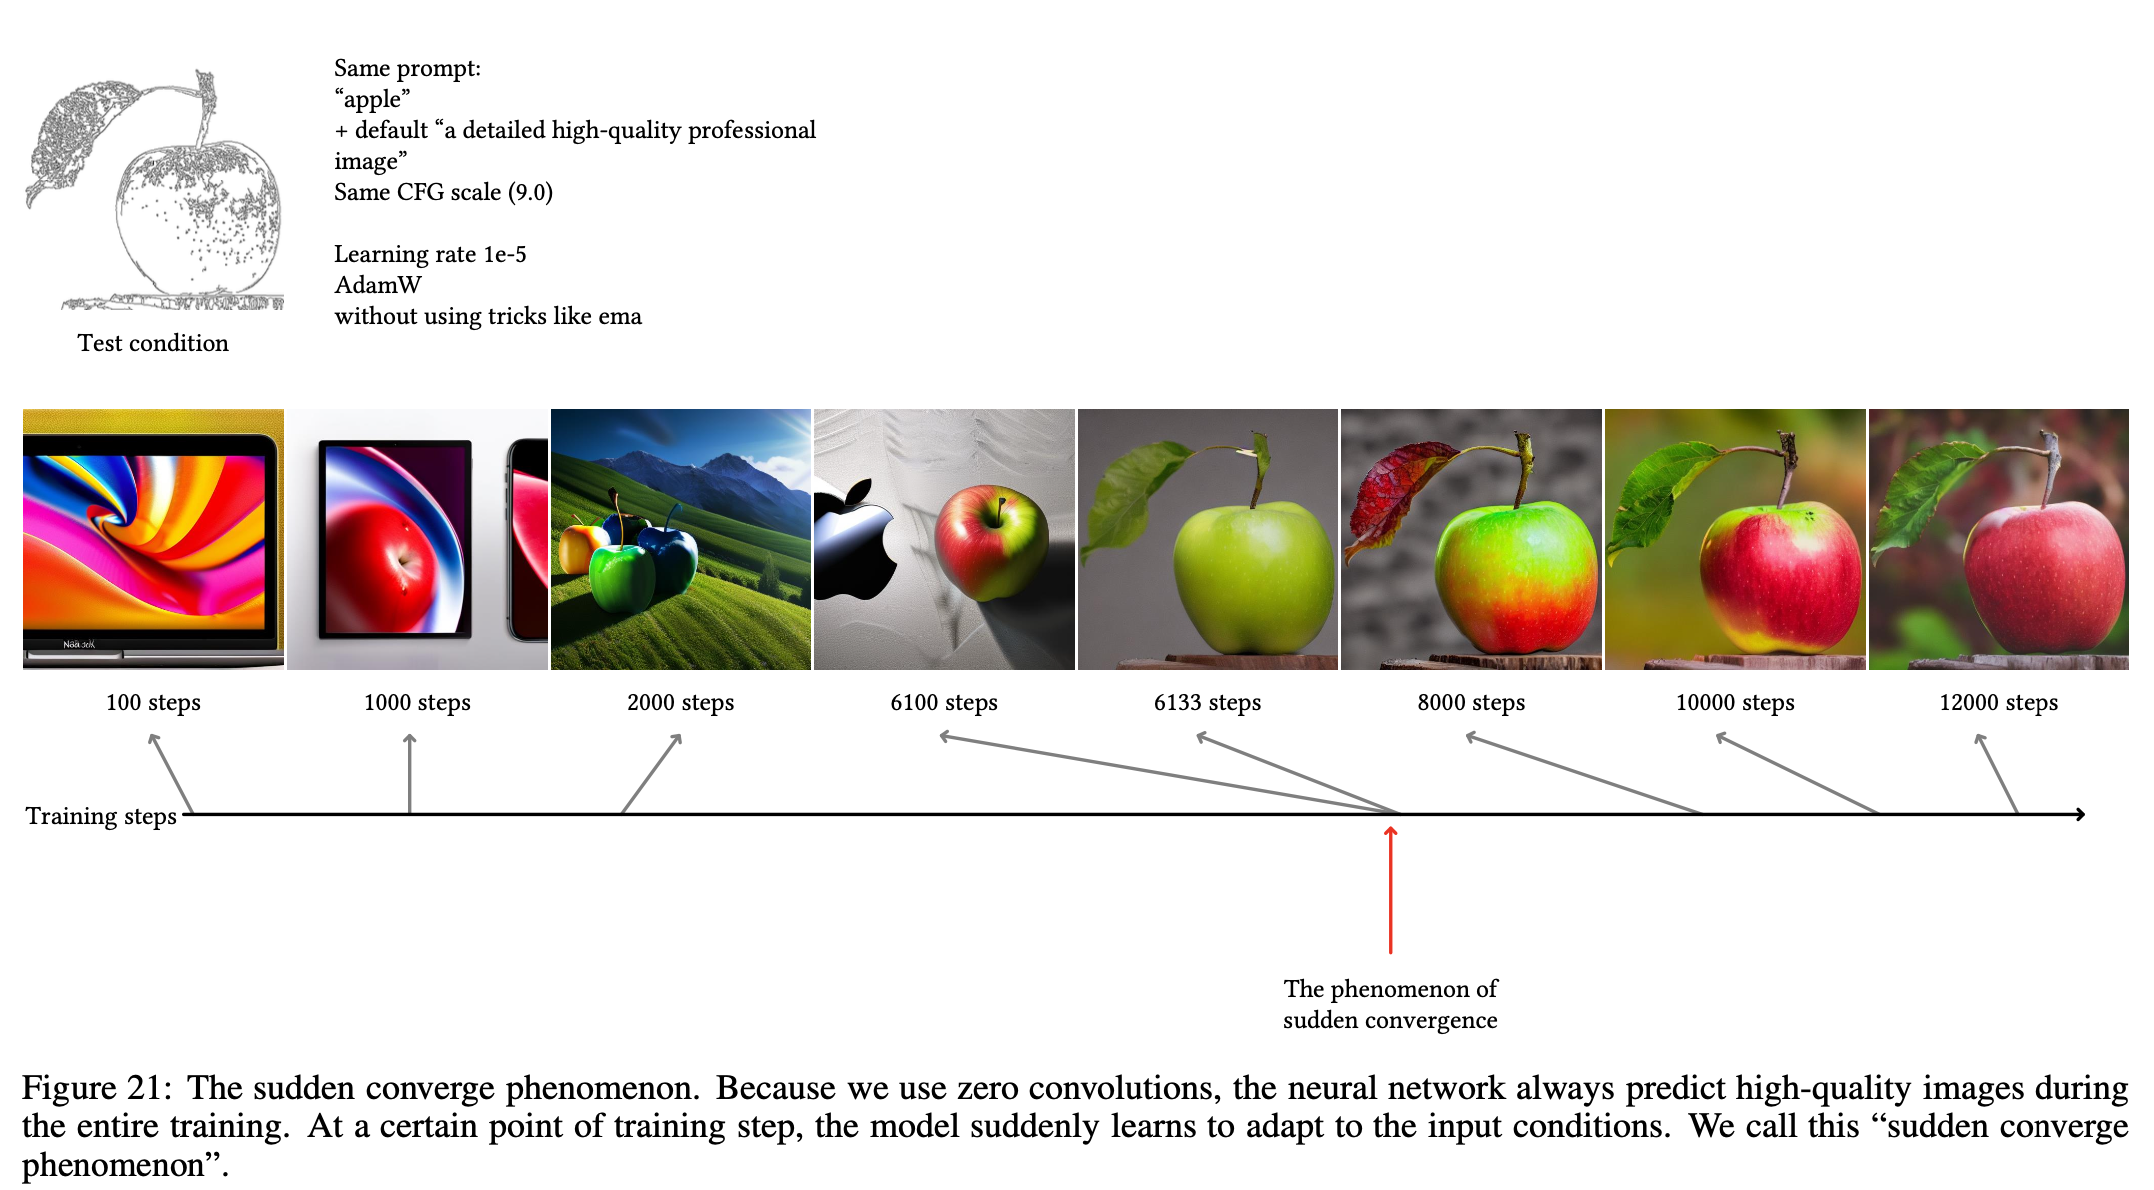 Same prompt:
“apple”
+ default “a detailed high-quality professional
image”
Same CFG scale (9.0)
Learning rate 1e-5
AdamW
without using tricks like ema
Test condition
100 steps
1000 steps
2000 steps
6100 steps
6133 steps
8000 steps
10000 steps
12000 steps
Training steps
The phenomenon of
sudden convergence
Figure 21: The sudden converge phenomenon. Because we use zero convolutions, the neural network always predict high-quality images during
the entire training. At a certain point of training step, the model suddenly learns to adapt to the input conditions. We call this “sudden converge
phenomenon”.